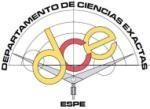 DEPARTAMENTO DE CIENCIAS EXACTAS
dce
ESPE